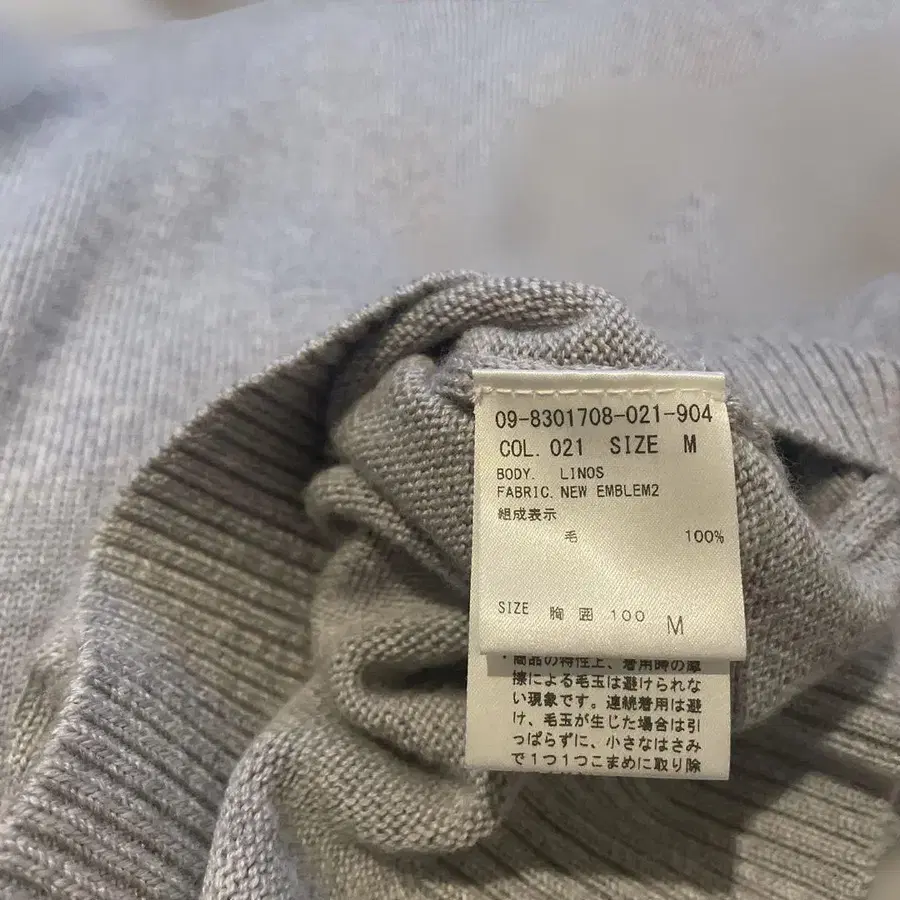 09-8301708-021-904
COL. 021 SIZE M
BODY. LINOS
FABRIC. NEW EMBLEM2
組成表示
毛 100%
SIZE 胸囲 100 M
・商品の特性上、着用時の摩
擦による毛玉は避けられな
い現象です。連続着用は避
け、毛玉が生じた場合は引
っぱらずに、小さなはさみ
で1つ1つこまめに取り除